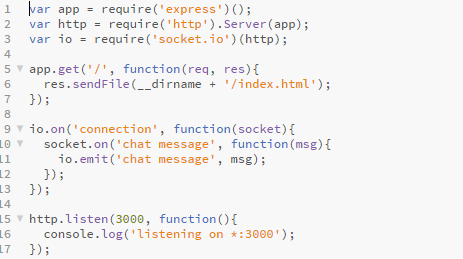 1 var app = require('express')();
2 var http = require('http').Server(app);
3 var io = require('socket.io')(http);
4
5 app.get('/', function(req, res){
6   res.sendFile(__dirname + '/index.html');
7 });
8
9 io.on('connection', function(socket){
10   socket.on('chat message', function(msg){
11     io.emit('chat message', msg);
12   });
13 });
14
15 http.listen(3000, function(){
16   console.log('listening on *:3000');
17 });